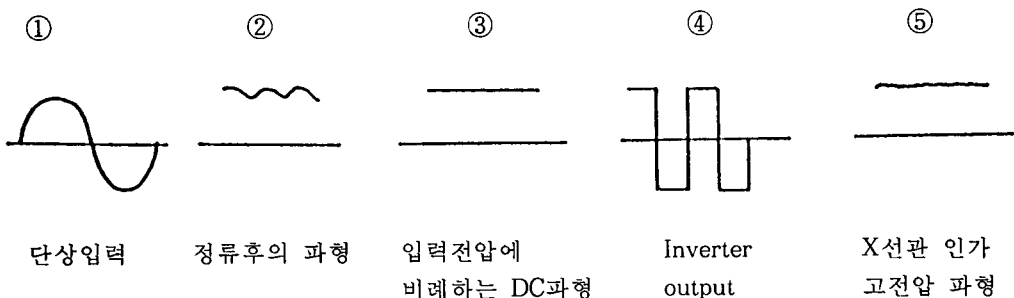 ① ② ③ ④ ⑤
단상입력 정류후의 파형 입력전압에 Inverter X선관 인가
비례하는 DC파형 output 고전압 파형